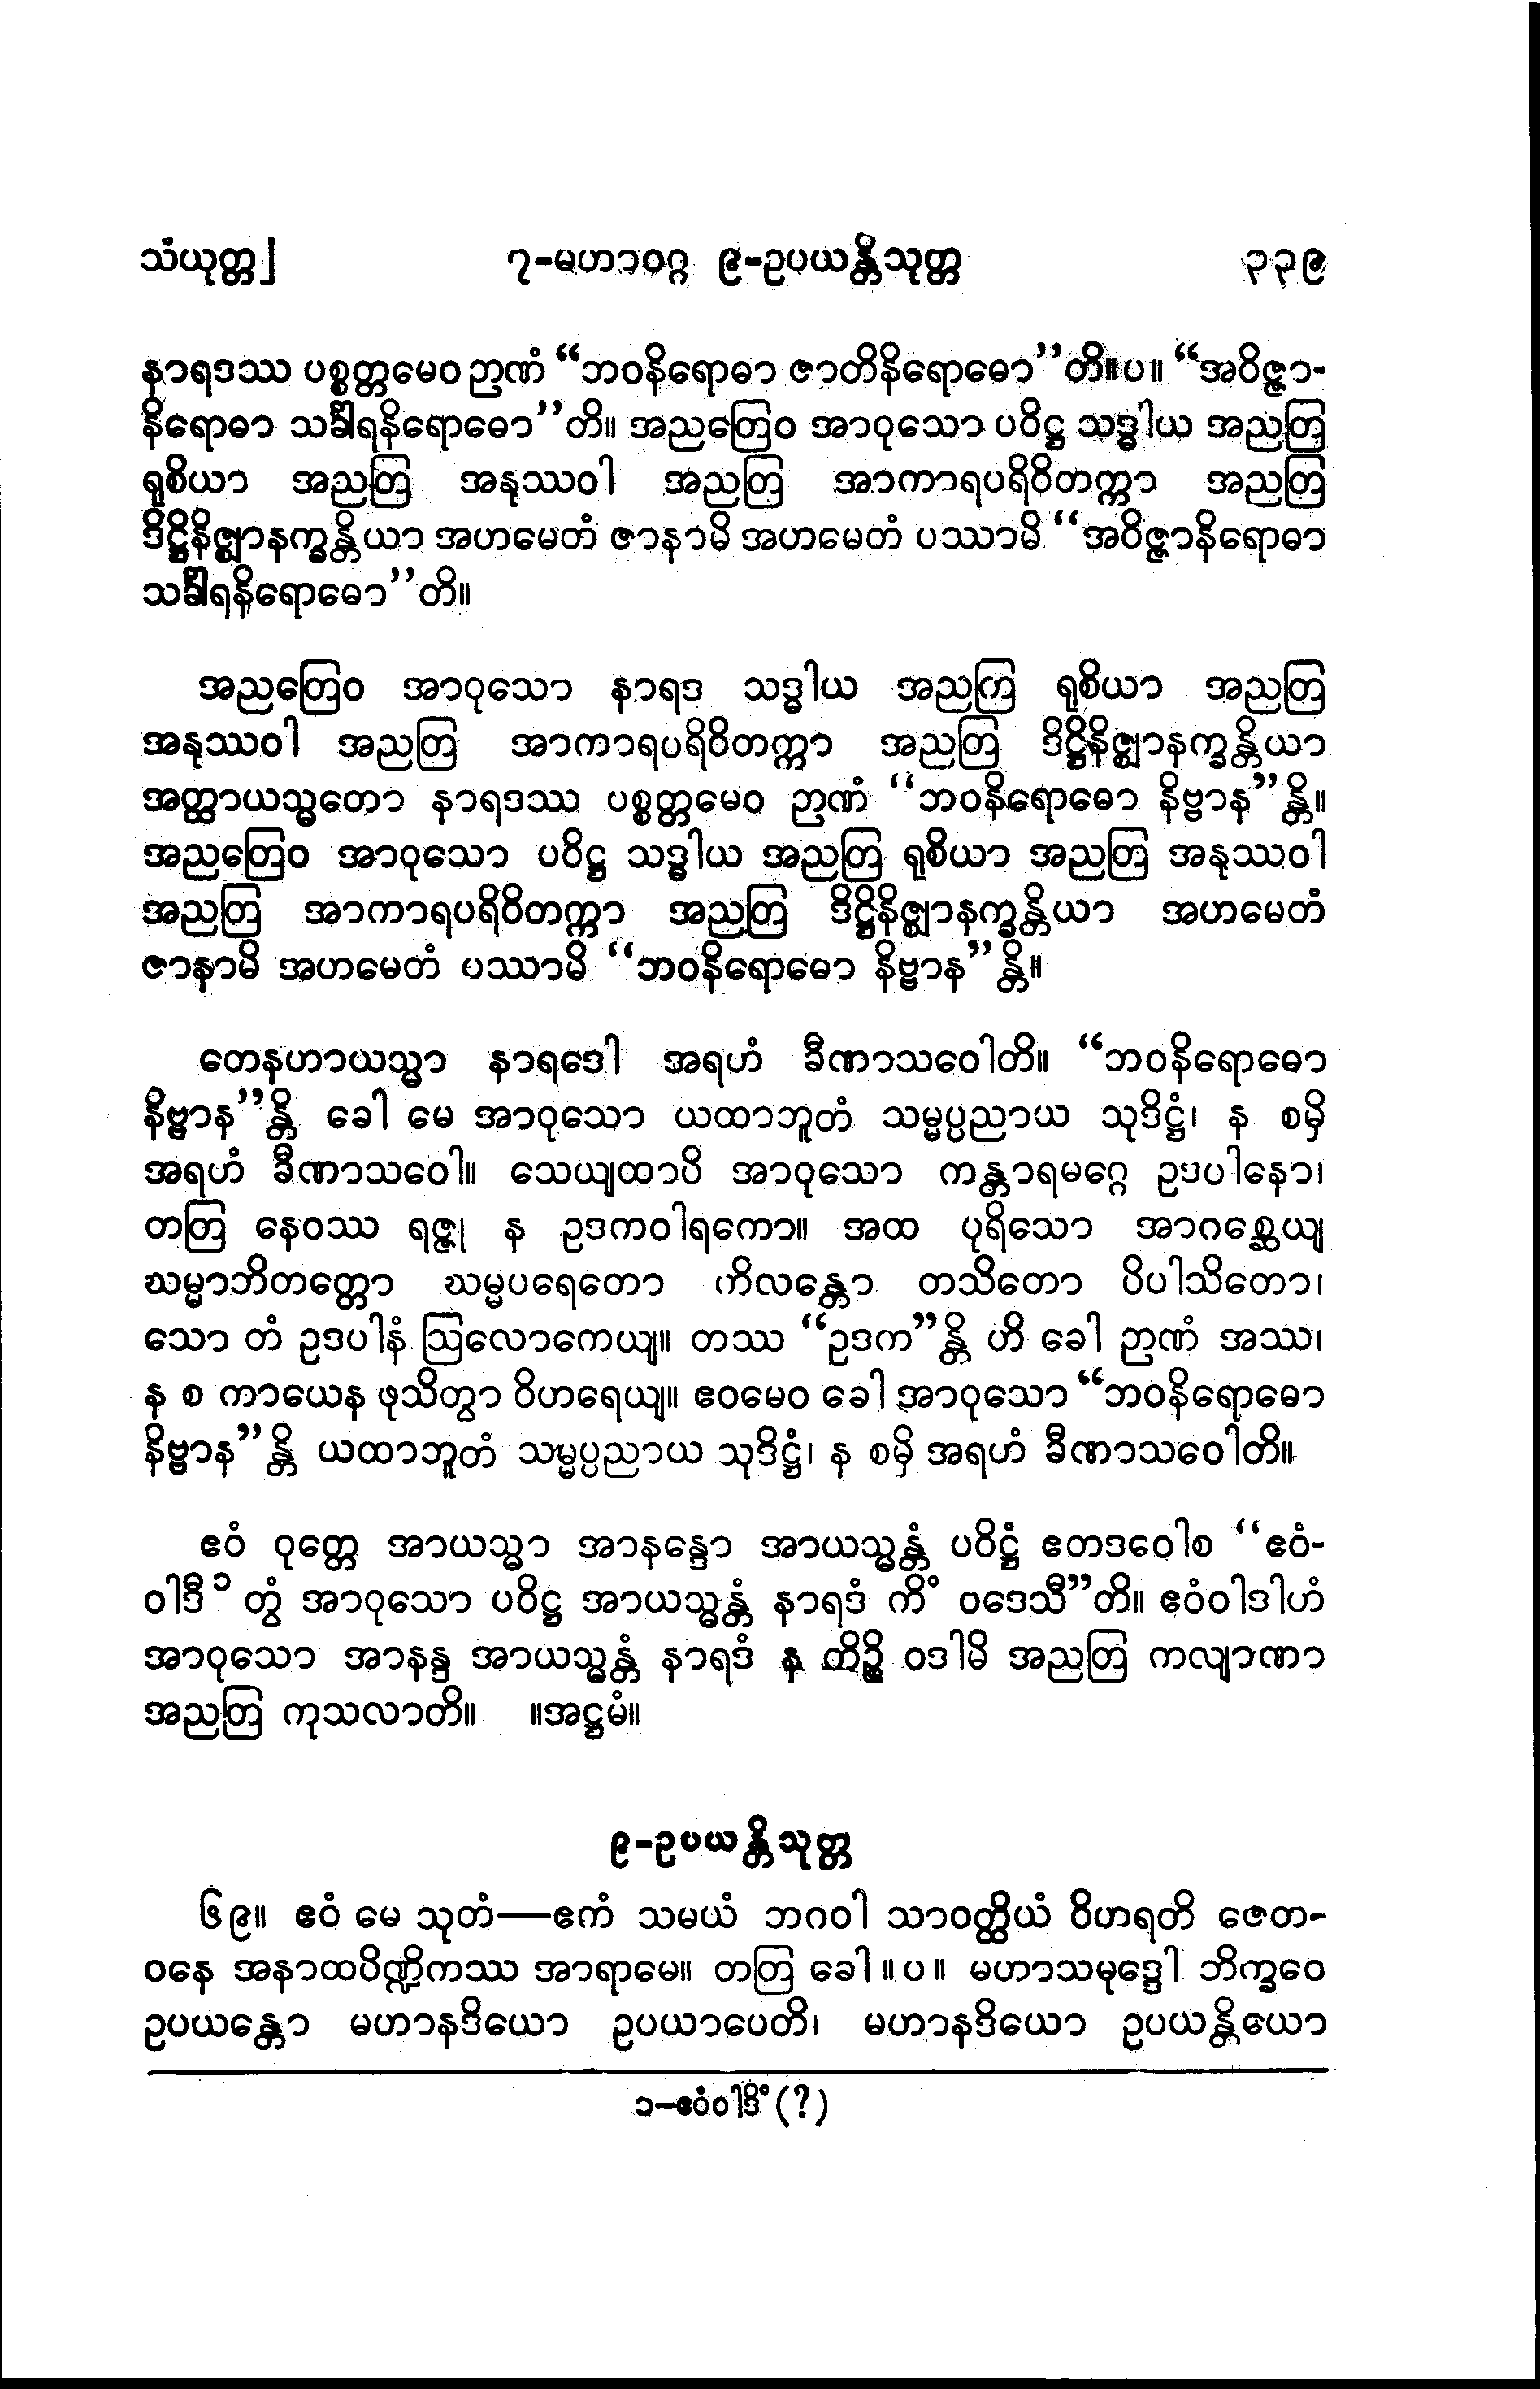 သံယုတ္တ]	၇-မဟာဝဂ္ဂ ၉-ဥပယန္တိသုတ္တ	၃၃၉
နာရဒဿ ပစ္စတ္တမေဝ ဉာဏံ “ဘဝနိရောဓာ ဇာတိနိရောဓော”တိ။ပ။ “အဝိဇ္ဇာ-
နိရောဓာ သင်္ခါရနိရောဓော”တိ။ အညတြေဝ အာဝုသော ပဝိဋ္ဌ သဒ္ဓါယ အညတြ
ရုစိယာ အညတြ အနုဿဝါ အညတြ အာကာရပရိဝိတက္ကာ အညတြ
ဒိဋ္ဌိနိဇ္ဈာနက္ခန္တိယာ အဟမေတံ ဇာနာမိ အဟမေတံ ပဿာမိ “အဝိဇ္ဇာနိရောဓာ
သင်္ခါရနိရောဓော”တိ။
အညတြေဝ အာဝုသော နာရဒ သဒ္ဓါယ အညတြ ရုစိယာ အညတြ
အနုဿဝါ အညတြ အာကာရပရိဝိတက္ကာ အညတြ ဒိဋ္ဌိနိဇ္ဈာနက္ခန္တိယာ
အတ္ထာယသ္မတော နာရဒဿ ပစ္စတ္တမေဝ ဉာဏံ “ဘဝနိရောဓော နိဗ္ဗာန”န္တိ။
အညတြေဝ အာဝုသော ပဝိဋ္ဌ သဒ္ဓါယ အညတြ ရုစိယာ အညတြ အနုဿဝါ
အညတြ အာကာရပရိဝိတက္ကာ အညတြ ဒိဋ္ဌိနိဇ္ဈာနက္ခန္တိယာ အဟမေတံ
ဇာနာမိ အဟမေတံ ပဿာမိ “ဘဝနိရောဓော နိဗ္ဗာန”န္တိ။
တေနဟာယသ္မာ နာရဒေါ အရဟံ ခီဏာသဝေါတိ။ “ဘဝနိရောဓော
နိဗ္ဗာန”န္တိ ခေါ မေ အာဝုသော ယထာဘူတံ သမ္မပ္ပညာယ သုဒိဋ္ဌံ၊ န စမှိ
အရဟံ ခီဏာသဝေါ။ သေယျထာပိ အာဝုသော ကန္တာရမဂ္ဂေ ဥဒပါနော၊
တတြ နေဝဿ ရဇ္ဇု န ဥဒကဝါရကော။ အထ ပုရိသော အာဂစ္ဆေယျ
ဃမ္မာဘိတတ္တော ဃမ္မပရေတော ကိလန္တော တသိတော ပိပါသိတော၊
သော တံ ဥဒပါနံ ဩလောကေယျ။ တဿ “ဥဒက”န္တိ ဟိ ခေါ ဉာဏံ အဿ၊
န စ ကာယေန ဖုသိတွာ ဝိဟရေယျ။ ဧဝမေဝ ခေါ အာဝုသော “ဘဝနိရောဓော
နိဗ္ဗာန”န္တိ ယထာဘူတံ သမ္မပ္ပညာယ သုဒိဋ္ဌံ၊ န စမှိ အရဟံ ခီဏာသဝေါတိ။
ဧဝံ ဝုတ္တေ အာယသ္မာ အာနန္ဒော အာယသ္မန္တံ ပဝိဋ္ဌံ ဧတဒဝေါစ “ဧဝံ-
ဝါဒီ ၁ တွံ အာဝုသော ပဝိဋ္ဌ အာယသ္မန္တံ နာရဒံ ကိံ ဝဒေသီ”တိ။ ဧဝံဝါဒါဟံ
အာဝုသော အာနန္ဒ အာယသ္မန္တံ နာရဒံ န ကိဉ္စိ ဝဒါမိ အညတြ ကလျာဏာ
အညတြ ကုသလာတိ။ ။အဋ္ဌမံ။
၉-ဥပယန္တိသုတ္တ
၆၉။ ဧဝံ မေ သုတံ—ဧကံ သမယံ ဘဂဝါ သာဝတ္ထိယံ ဝိဟရတိ ဇေတ-
ဝနေ အနာထပိဏ္ဍိကဿ အာရာမေ။ တတြ ခေါ ။ပ။ မဟာသမုဒ္ဒေါ ဘိက္ခဝေ
ဥပယန္တော မဟာနဒိယော ဥပယာပေတိ၊ မဟာနဒိယော ဥပယန္တိယော
၁—ဧဝံဝါဒိံ (?)